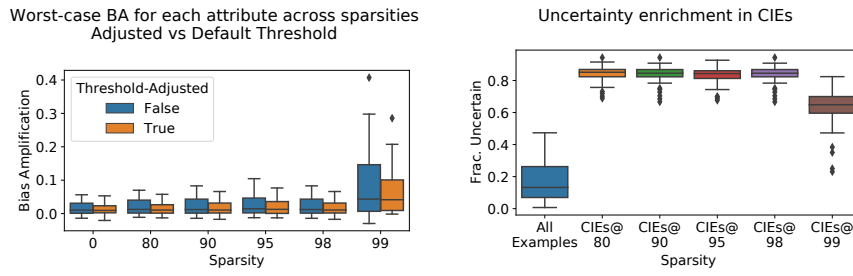 Worst-case BA for each attribute across sparsities
Adjusted vs Default Threshold
Bias Amplification
0.4
0.3
0.2
0.1
0.0
Threshold-Adjusted
False
True
0 80 90 95 98 99
Sparsity
Uncertainty enrichment in CIEs
Frac. Uncertain
1.0
0.8
0.6
0.4
0.2
0.0
All CIEs@ CIEs@ CIEs@ CIEs@ CIEs@
Examples 80 90 95 98 99
Sparsity